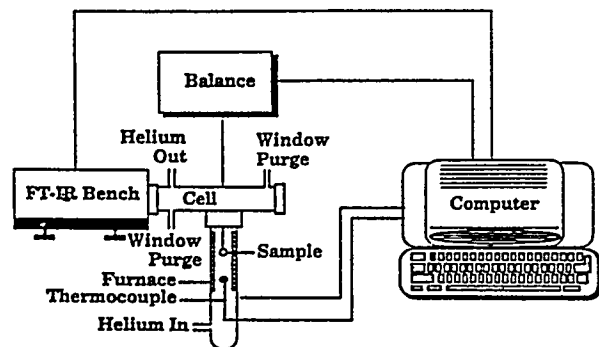 Balance
Helium
Out
Window
Purge
FT-IR Bench
Cell
Computer
Window
Purge
Sample
Furnace
Thermocouple
Helium In